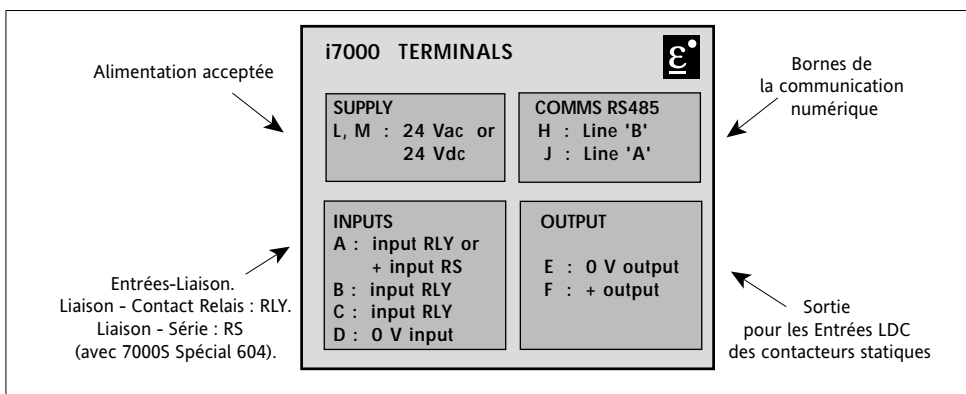 i7000 TERMINALS
ε
Alimentation acceptée
SUPPLY
L, M : 24 Vac or
24 Vdc
COMMS RS485
H : Line 'B'
J : Line 'A'
Bornes de
la communication
numérique
INPUTS
A : input RLY or
+ input RS
B : input RLY
C : input RLY
D : 0 V input
OUTPUT
E : 0 V output
F : + output
Entrées-Liaison.
Liaison - Contact Relais : RLY.
Liaison - Série : RS
(avec 7000S Spécial 604).
Sortie
pour les Entrées LDC
des contacteurs statiques